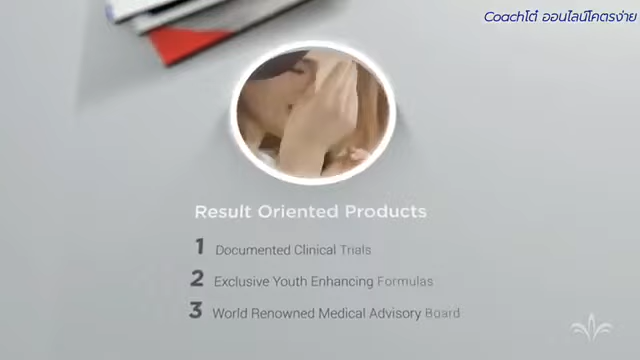 Coachโต๋ ออนไลน์โคตรง่าย
Result Oriented Products
1 Documented Clinical Trials
2 Exclusive Youth Enhancing Formulas
3 World Renowned Medical Advisory Board